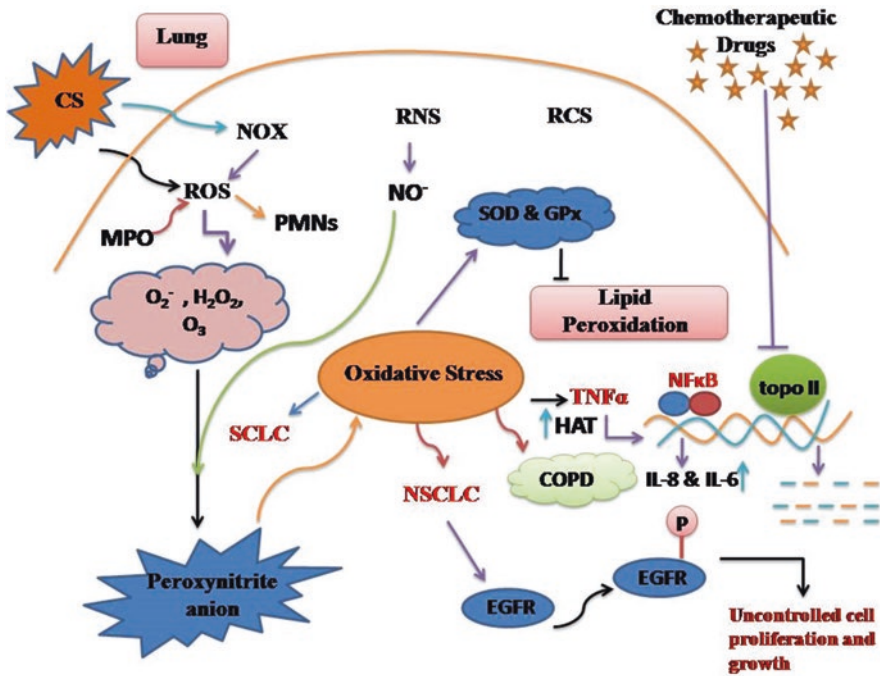 Lung
Chemotherapeutic
Drugs
CS
NOX
RNS
RCS
ROS
NO⁻
MPO
PMNs
SOD & GPx
O₂⁻ , H₂O₂,
O₃
Lipid
Peroxidation
Oxidative Stress
TNFα
HAT
NFκB
topo II
SCLC
NSCLC
COPD
IL-8 & IL-6
P
EGFR
EGFR
Peroxynitrite
anion
Uncontrolled cell
proliferation and
growth